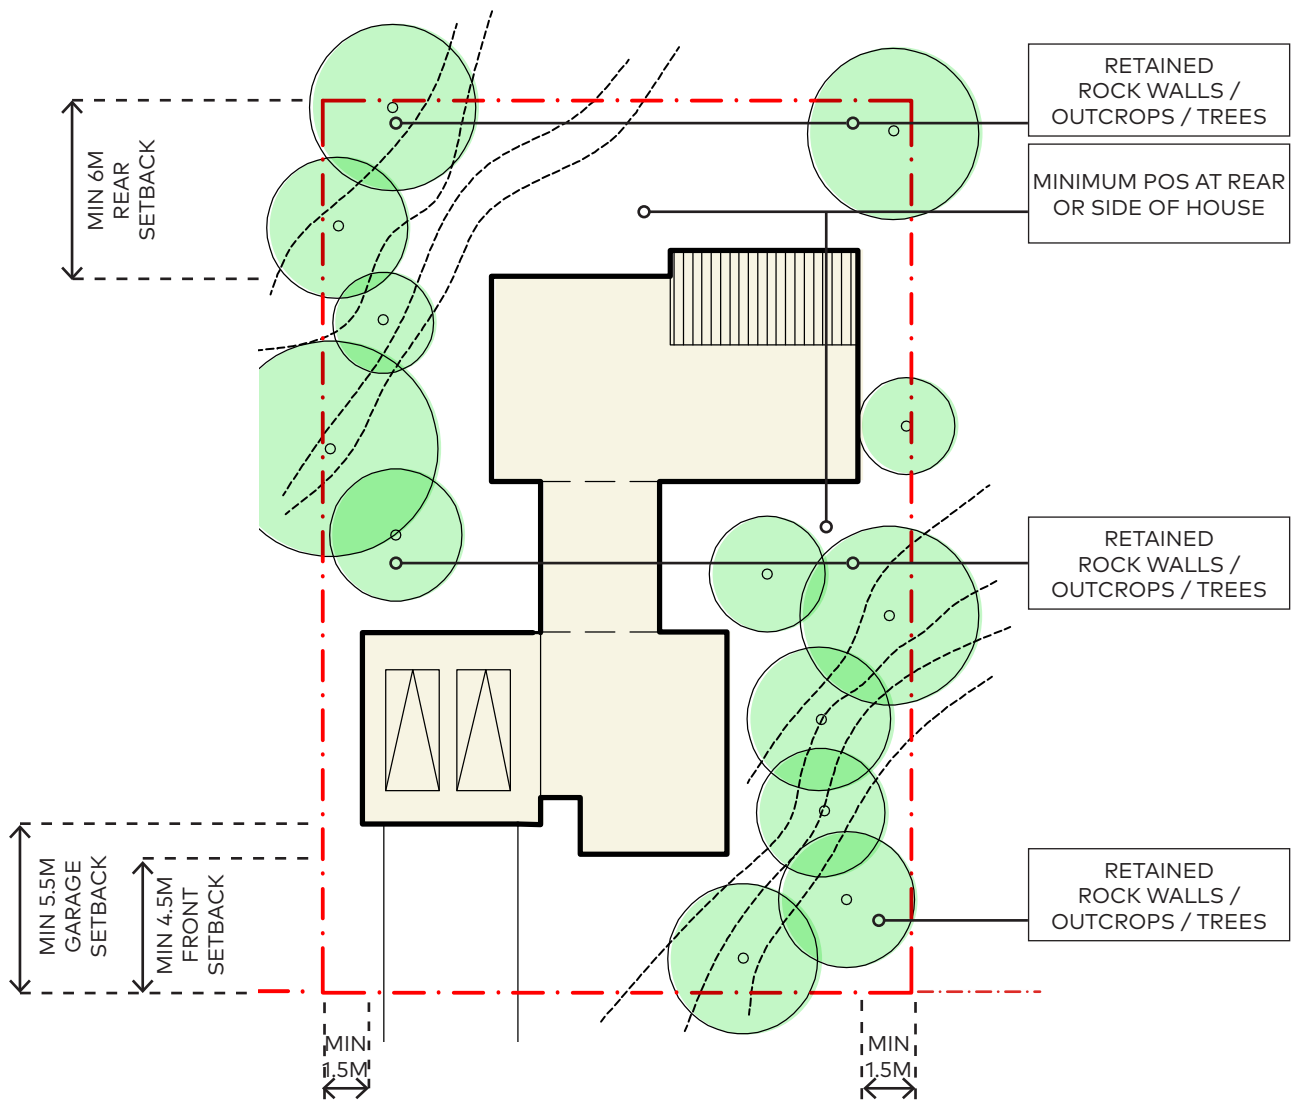 RETAINED
ROCK WALLS /
OUTCROPS / TREES
MINIMUM POS AT REAR
OR SIDE OF HOUSE
MIN 6M
REAR
SETBACK
RETAINED
ROCK WALLS /
OUTCROPS / TREES
MIN 5.5M
GARAGE
SETBACK
MIN 4.5M
FRONT
SETBACK
RETAINED
ROCK WALLS /
OUTCROPS / TREES
MIN
1.5M
MIN
1.5M